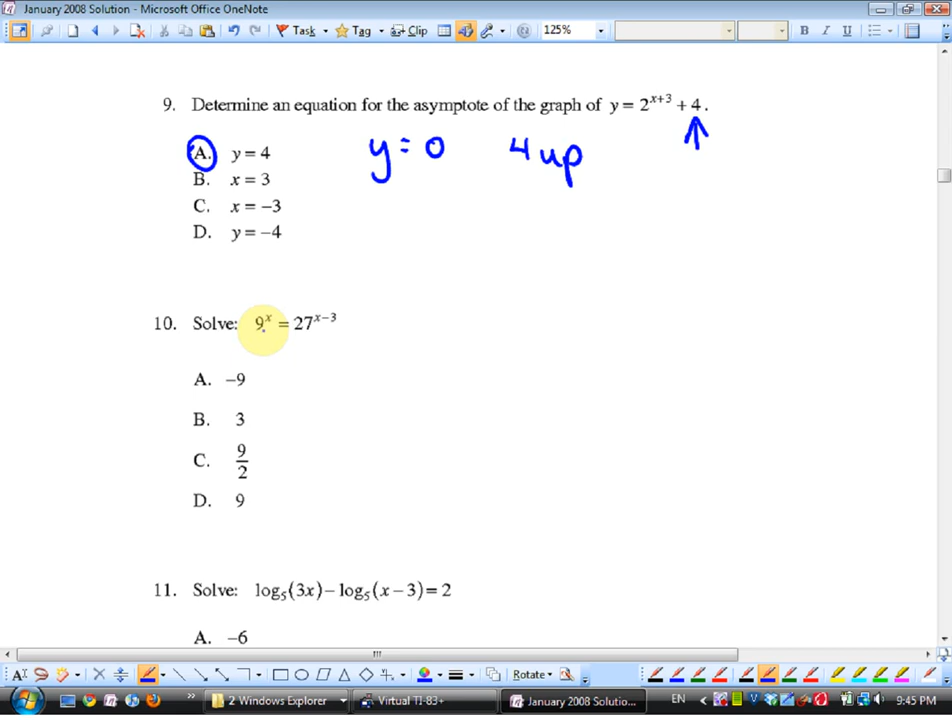 January 2008 Solution - Microsoft Office OneNote
Task Tag Clip 125% B I U
9. Determine an equation for the asymptote of the graph of y = 2^{x+3} + 4.
A. y = 4
y = 0 4 up
B. x = 3
C. x = −3
D. y = −4
10. Solve: 9^x = 27^{x−3}
A. −9
B. 3
C. 9/2
D. 9
11. Solve: log₅(3x) − log₅(x − 3) = 2
A. −6
Rotate
2 Windows Explorer Virtual TI-83+ January 2008 Solutio... EN 9:45 PM